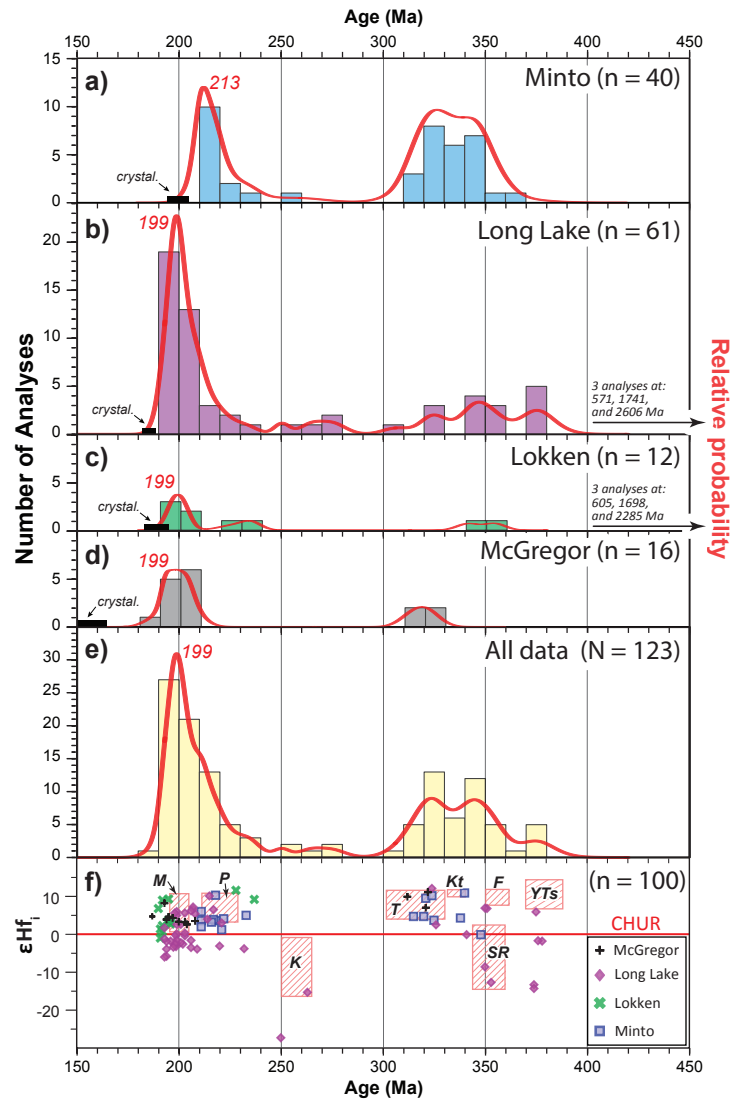 Age (Ma)
150 200 250 300 350 400 450
a)
213
Minto (n = 40)
crystal.
15
10
5
0
b)
199
Long Lake (n = 61)
crystal.
3 analyses at:
571, 1741,
and 2606 Ma
20
15
10
5
0
c)
199
Lokken (n = 12)
crystal.
3 analyses at:
605, 1698,
and 2285 Ma
5
0
d)
199
McGregor (n = 16)
crystal.
5
0
e)
199
All data (N = 123)
30
25
20
15
10
5
0
Number of Analyses
Relative probability
f)
(n = 100)
M
P
K
T
Kt
F
SR
YTs
CHUR
McGregor
Long Lake
Lokken
Minto
εHfi
10
0
-10
-20
150 200 250 300 350 400 450
Age (Ma)